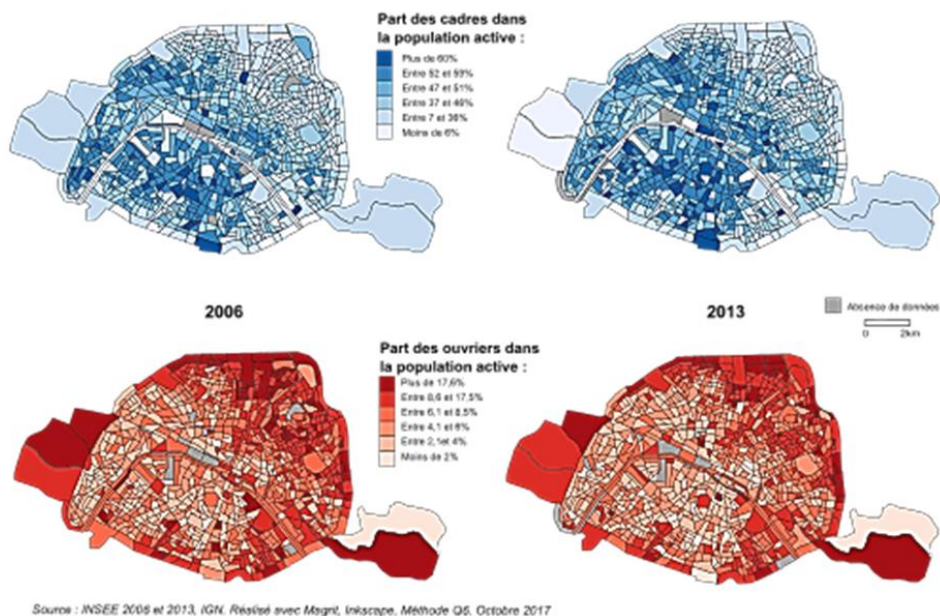 Part des cadres dans
la population active :
Plus de 60%
Entre 52 et 59%
Entre 47 et 51%
Entre 37 et 46%
Entre 7 et 36%
Moins de 6%
2006
2013
Absence de données
0 2km
Part des ouvriers dans
la population active :
Plus de 17,6%
Entre 8,6 et 17,5%
Entre 6,1 et 8,5%
Entre 4,1 et 6%
Entre 2,1et 4%
Moins de 2%
Source : INSEE 2006 et 2013, IGN. Réalisé avec Magrit, Inkscape, Méthode Q6, Octobre 2017